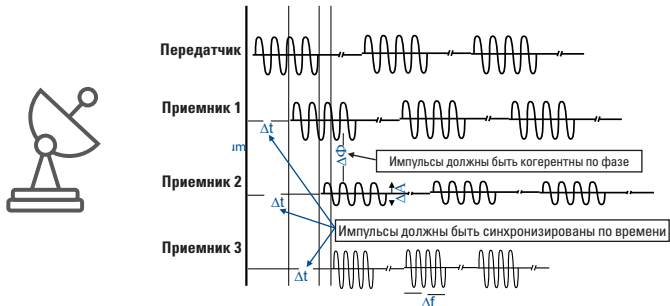 Передатчик
Приемник 1
Δt
um
ΔΦ
Импульсы должны быть когерентны по фазе
Приемник 2
ΔA
Δt
Импульсы должны быть синхронизированы по времени
Приемник 3
Δt
Δf